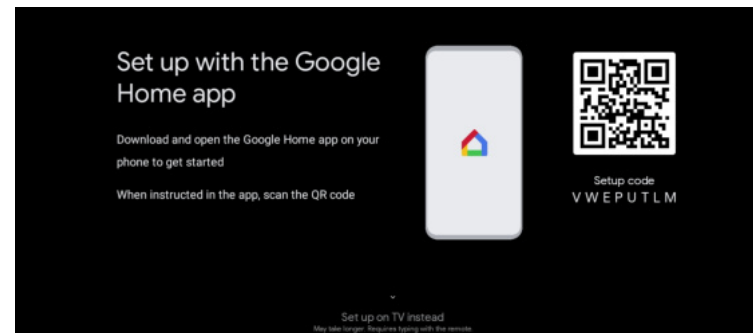 Set up with the Google
Home app
Download and open the Google Home app on your
phone to get started
When instructed in the app, scan the QR code
Setup code
VWEPUTLM
Set up on TV instead
May take longer. Requires typing with the remote.